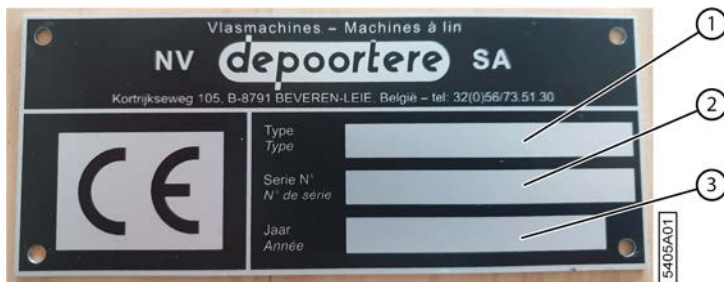 Vlasmachines – Machines à lin
NV depoortere SA
Kortrijkseweg 105, B-8791 BEVEREN-LEIE, België – tel: 32(0)56/73.51.30
CE
Type
Type
Serie N°
N° de série
Jaar
Année
1
2
3
5405A01